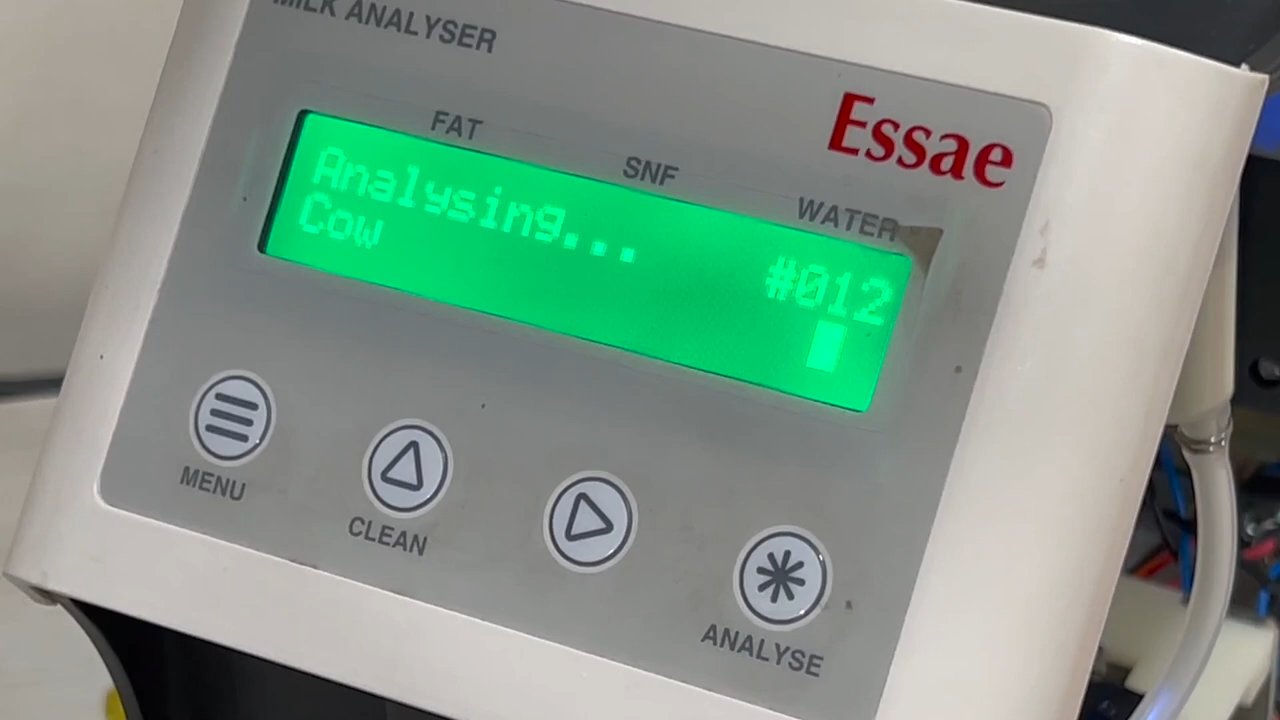 MILK ANALYSER
Essae
FAT SNF WATER
Analysing... #012
Cow
MENU
CLEAN
ANALYSE